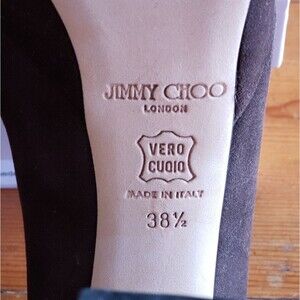 JIMMY CHOO
LONDON
VERO
CUOIO
MADE IN ITALY
38½